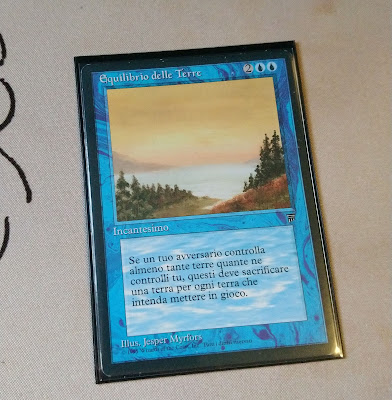 Equilibrio delle Terre 2
Incantesimo
Se un tuo avversario controlla
almeno tante terre quante ne
controlli tu, questi deve sacrificare
una terra per ogni terra che
intenda mettere in gioco.
Illus. Jesper Myrfors